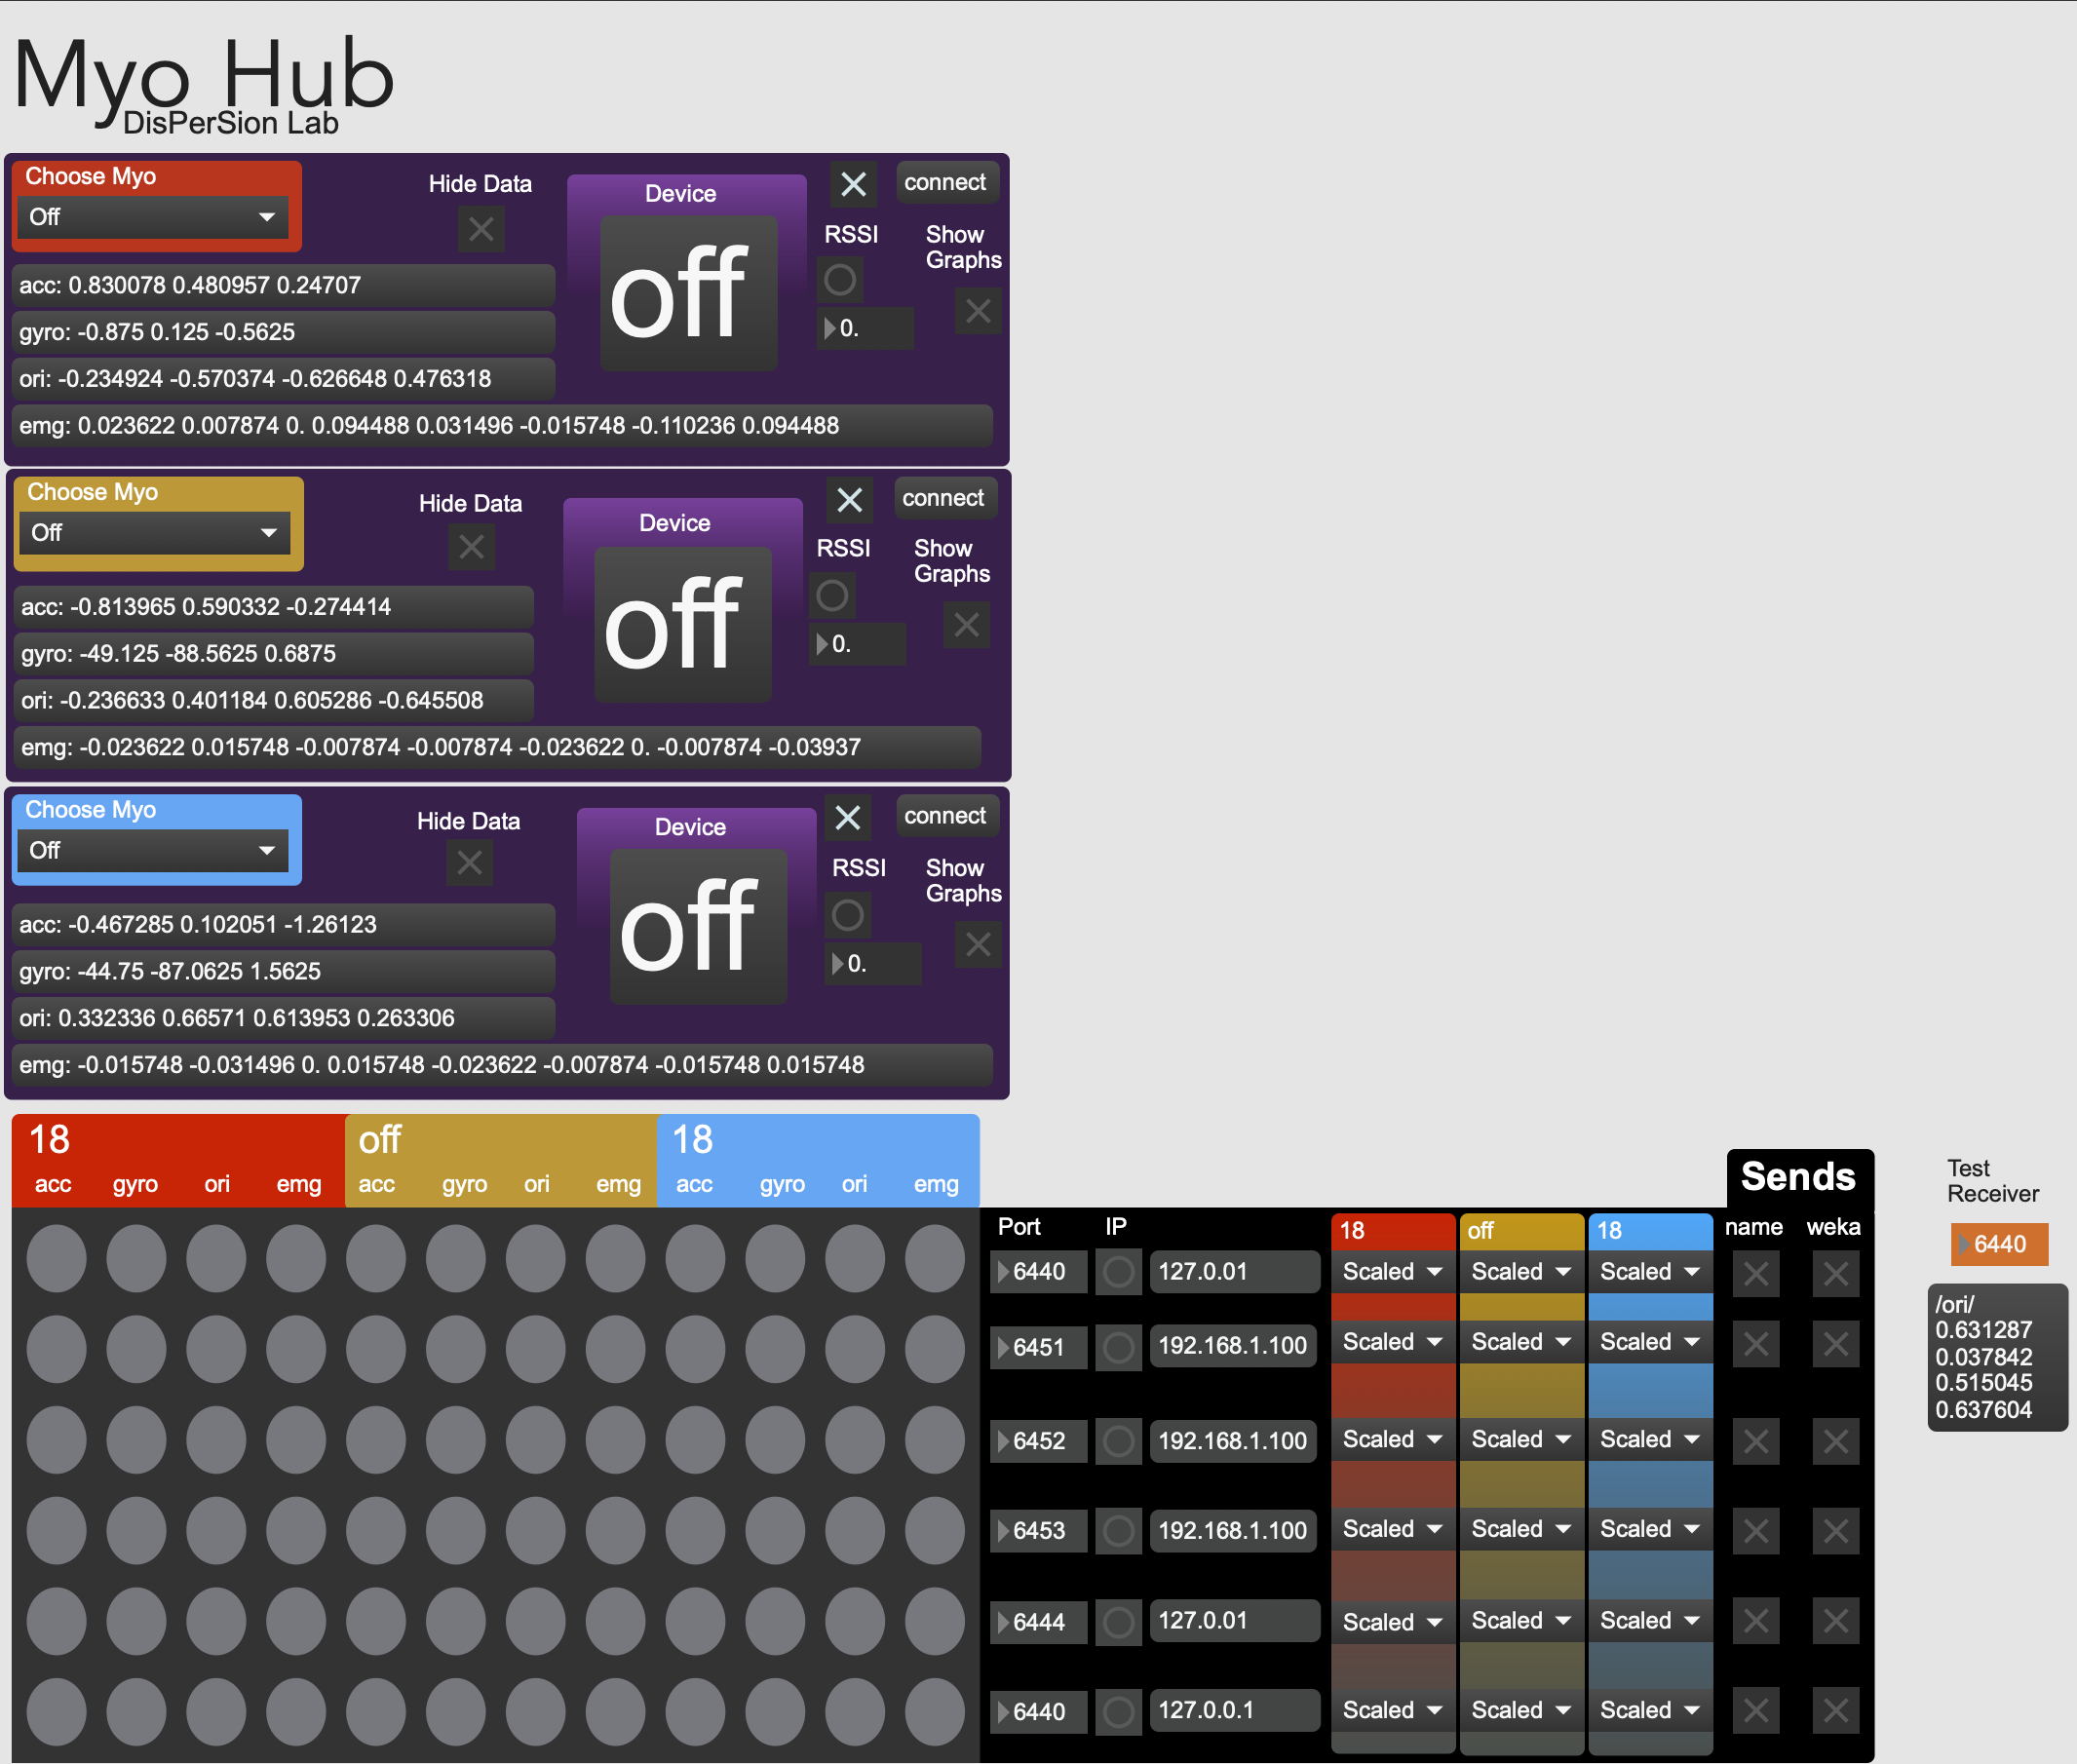 Myo Hub
DisPerSion Lab
Choose Myo
Off
Hide Data
Device
off
connect
RSSI
0.
Show
Graphs
acc: 0.830078 0.480957 0.24707
gyro: -0.875 0.125 -0.5625
ori: -0.234924 -0.570374 -0.626648 0.476318
emg: 0.023622 0.007874 0. 0.094488 0.031496 -0.015748 -0.110236 0.094488
Choose Myo
Off
Hide Data
Device
off
connect
RSSI
0.
Show
Graphs
acc: -0.813965 0.590332 -0.274414
gyro: -49.125 -88.5625 0.6875
ori: -0.236633 0.401184 0.605286 -0.645508
emg: -0.023622 0.015748 -0.007874 -0.007874 -0.023622 0. -0.007874 -0.03937
Choose Myo
Off
Hide Data
Device
off
connect
RSSI
0.
Show
Graphs
acc: -0.467285 0.102051 -1.26123
gyro: -44.75 -87.0625 1.5625
ori: 0.332336 0.66571 0.613953 0.263306
emg: -0.015748 -0.031496 0. 0.015748 -0.023622 -0.007874 -0.015748 0.015748
18 off 18
acc gyro ori emg acc gyro ori emg acc gyro ori emg
Sends
Port IP 18 off 18 name weka
6440 127.0.01 Scaled Scaled Scaled
6451 192.168.1.100 Scaled Scaled Scaled
6452 192.168.1.100 Scaled Scaled Scaled
6453 192.168.1.100 Scaled Scaled Scaled
6444 127.0.01 Scaled Scaled Scaled
6440 127.0.0.1 Scaled Scaled Scaled
Test
Receiver
6440
/ori/
0.631287
0.037842
0.515045
0.637604